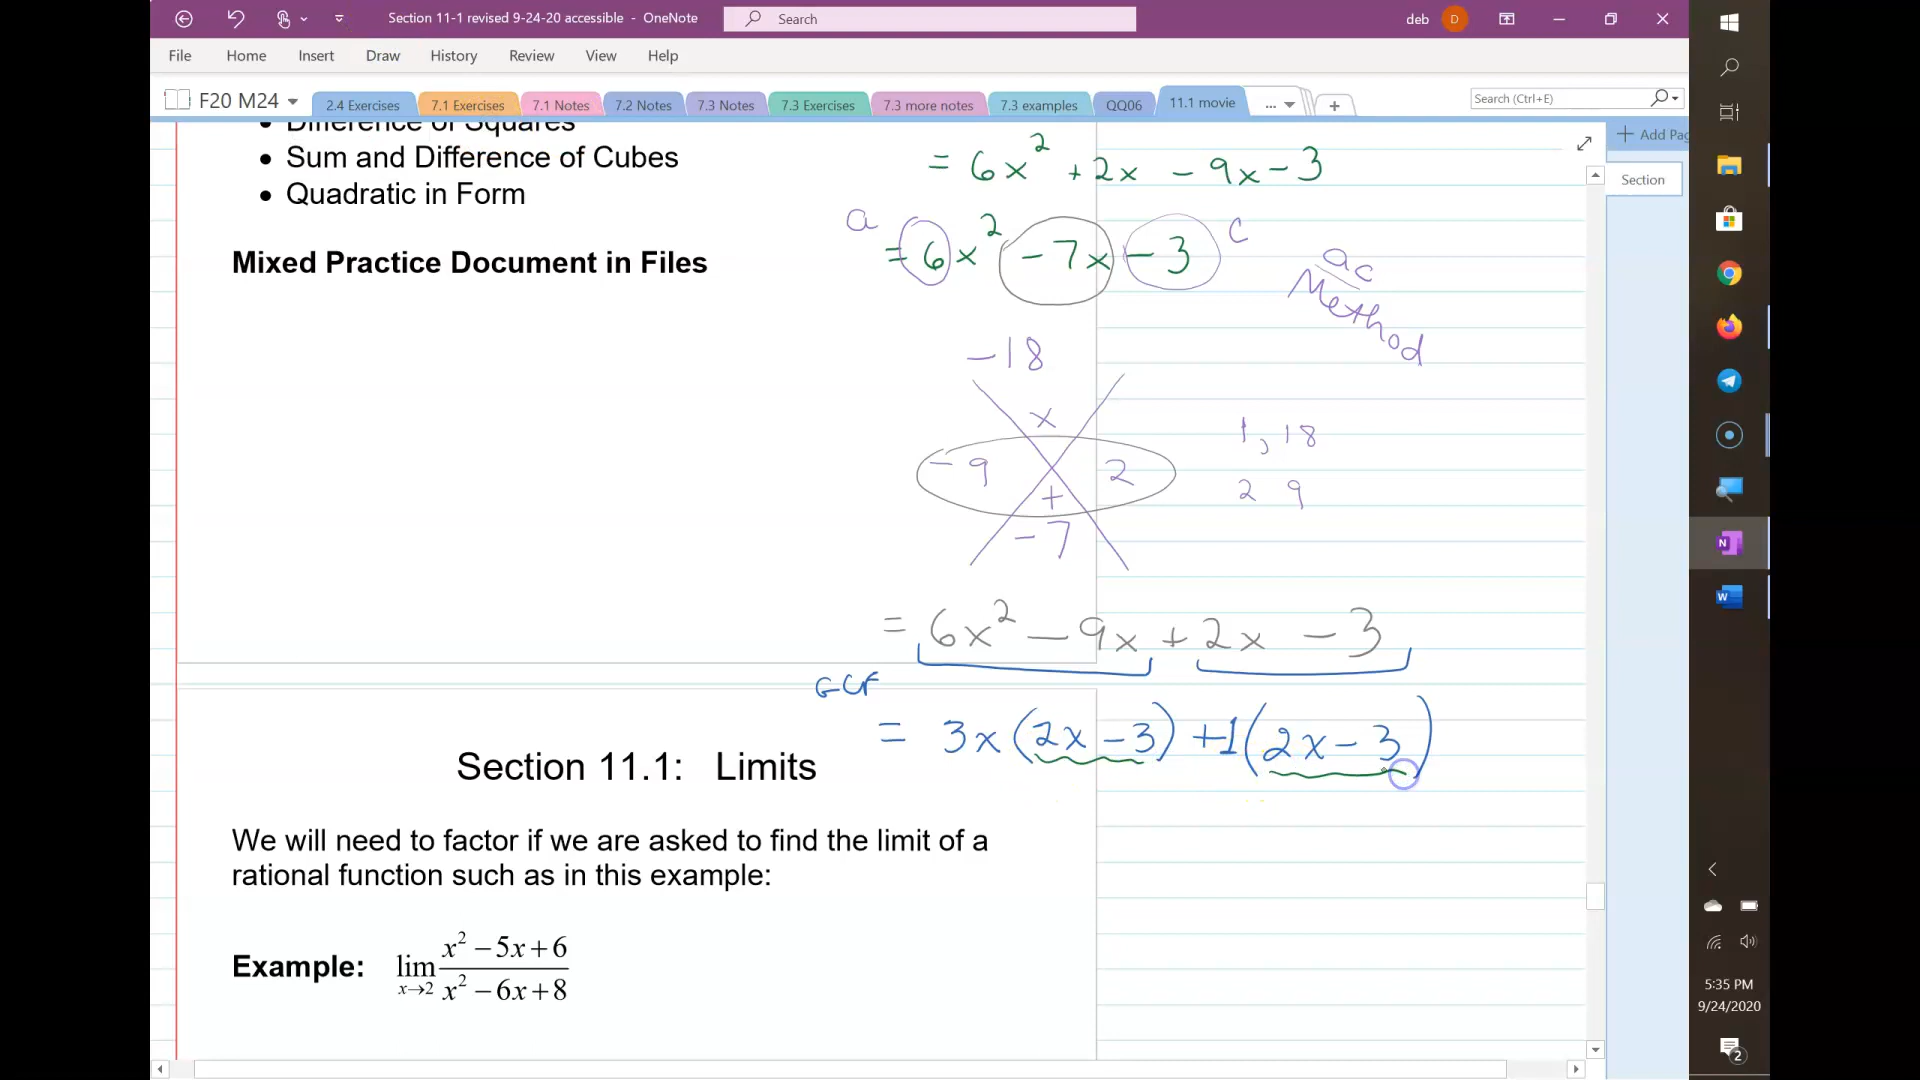 Section 11-1 revised 9-24-20 accessible - OneNote
Search
deb
D
File Home Insert Draw History Review View Help
F20 M24
2.4 Exercises 7.1 Exercises 7.1 Notes 7.2 Notes 7.3 Notes 7.3 Exercises 7.3 more notes 7.3 examples QQ06 11.1 movie ... +
Search (Ctrl+E)
+ Add Pag
Section
• Difference of Squares
• Sum and Difference of Cubes
• Quadratic in Form
Mixed Practice Document in Files
= 6x² + 2x - 9x - 3
a = 6x² - 7x - 3 c
ac
Method
-18
x
-9 2
+
-7
1, 18
2 9
= 6x² - 9x + 2x - 3
GCF
= 3x(2x - 3) + 1(2x - 3)
Section 11.1: Limits
We will need to factor if we are asked to find the limit of a
rational function such as in this example:
Example: lim x→2 (x² - 5x + 6)/(x² - 6x + 8)
N
W
5:35 PM
9/24/2020
2